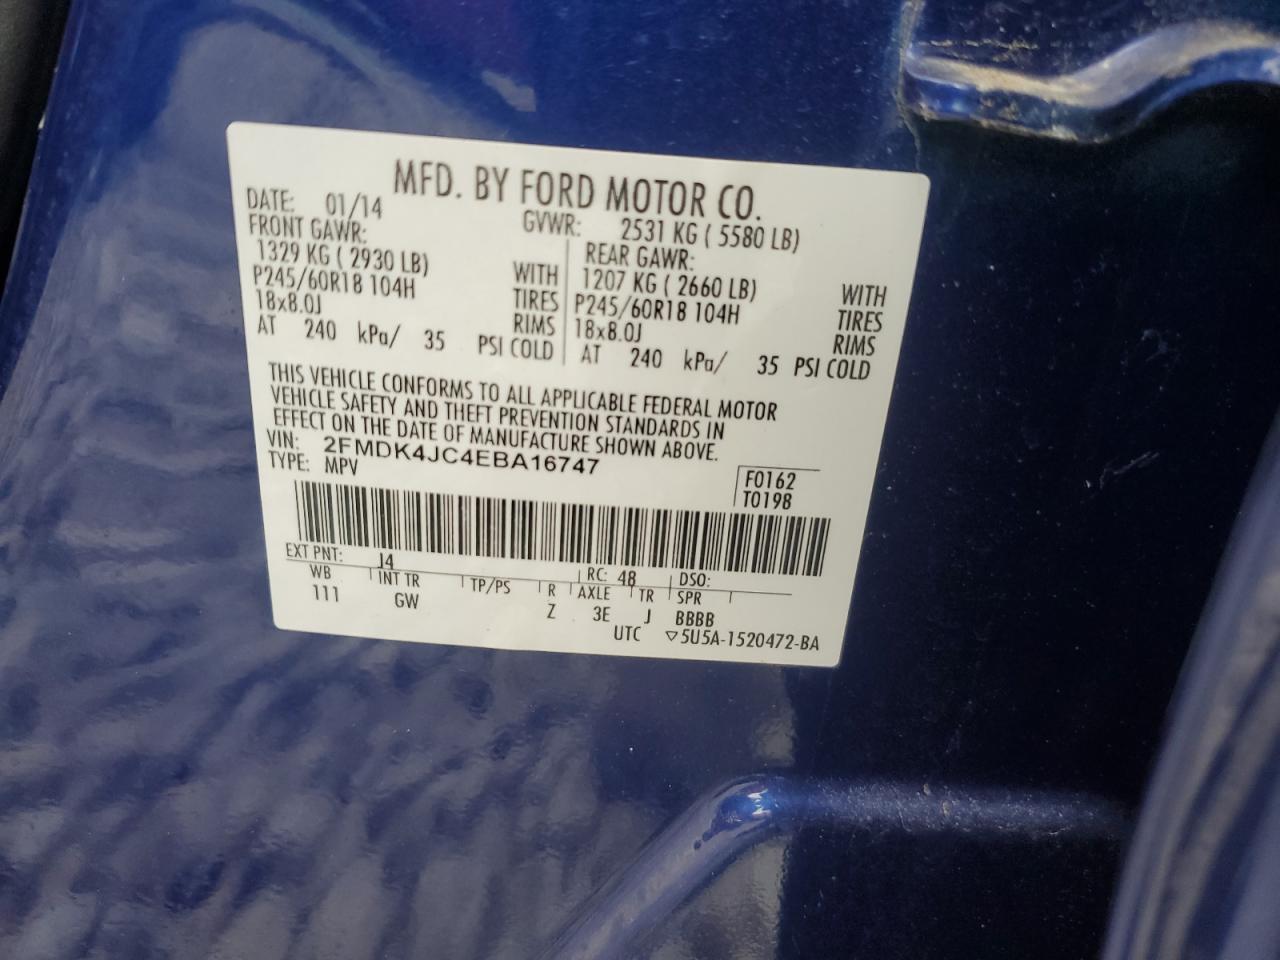 MFD. BY FORD MOTOR CO.
DATE: 01/14 GVWR: 2531 KG ( 5580 LB)
FRONT GAWR: REAR GAWR:
1329 KG ( 2930 LB) WITH 1207 KG ( 2660 LB) WITH
P245/60R18 104H TIRES P245/60R18 104H TIRES
18x8.0J RIMS 18x8.0J RIMS
AT 240 kPa/ 35 PSI COLD AT 240 kPa/ 35 PSI COLD
THIS VEHICLE CONFORMS TO ALL APPLICABLE FEDERAL MOTOR
VEHICLE SAFETY AND THEFT PREVENTION STANDARDS IN
EFFECT ON THE DATE OF MANUFACTURE SHOWN ABOVE.
VIN: 2FMDK4JC4EBA16747
TYPE: MPV
F0162
T0198
EXT PNT: J4 RC: 48 DSO:
WB INT TR TP/PS R AXLE TR SPR
111 GW Z 3E J BBBB
UTC ▽5U5A-1520472-BA